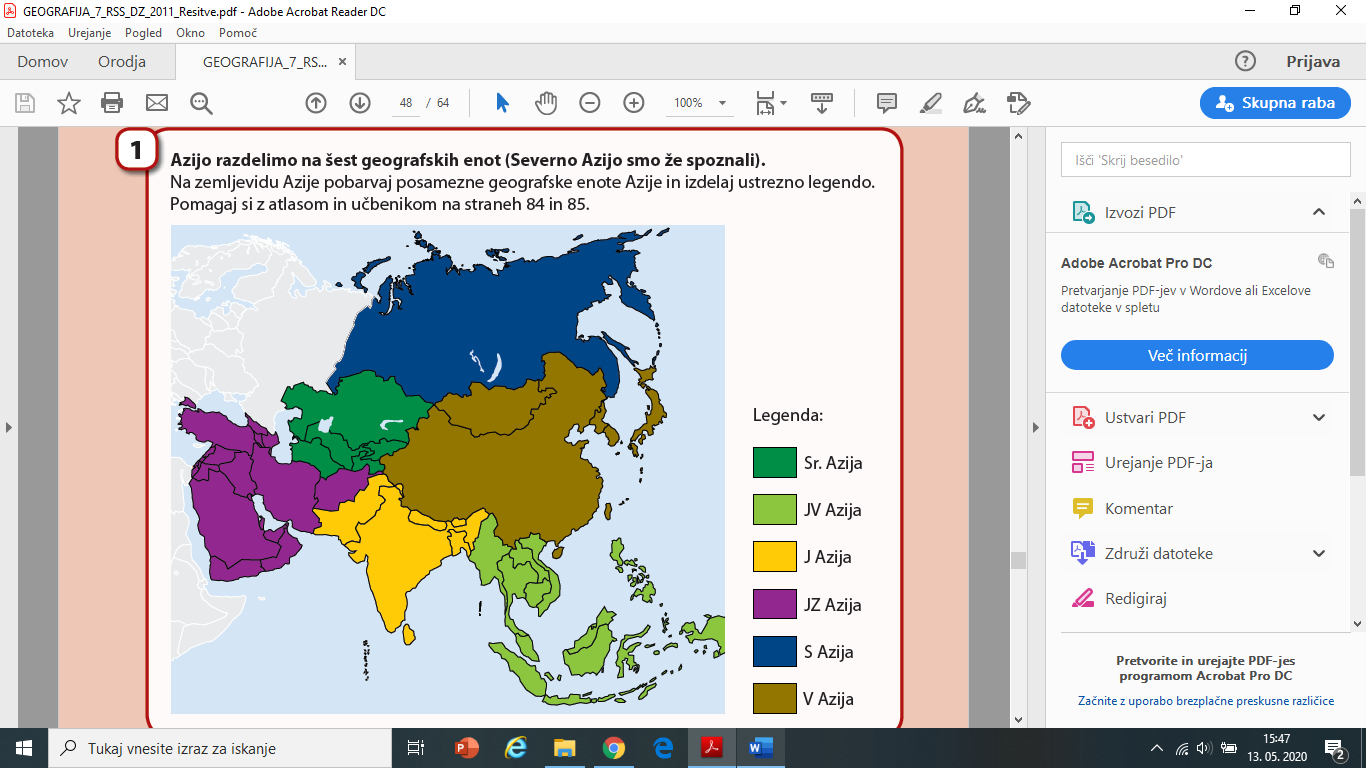 GEOGRAFIJA_7_RSS_DZ_2011_Resitve.pdf - Adobe Acrobat Reader DC
Datoteka Urejanje Pogled Okno Pomoč
Domov Orodja GEOGRAFIJA_7_RS... × Prijava
48 / 64 100% Skupna raba
1
Azijo razdelimo na šest geografskih enot (Severno Azijo smo že spoznali).
Na zemljevidu Azije pobarvaj posamezne geografske enote Azije in izdelaj ustrezno legendo.
Pomagaj si z atlasom in učbenikom na straneh 84 in 85.
Legenda:
Sr. Azija
JV Azija
J Azija
JZ Azija
S Azija
V Azija
Išči 'Skrij besedilo'
Izvozi PDF
Adobe Acrobat Pro DC
Pretvarjanje PDF-jev v Wordove ali Excelove
datoteke v spletu
Več informacij
Ustvari PDF
Urejanje PDF-ja
Komentar
Združi datoteke
Redigiraj
Pretvorite in urejajte PDF-jes
programom Acrobat Pro DC
Začnite z uporabo brezplačne preskusne različice
Tukaj vnesite izraz za iskanje
15:47
13. 05. 2020
2